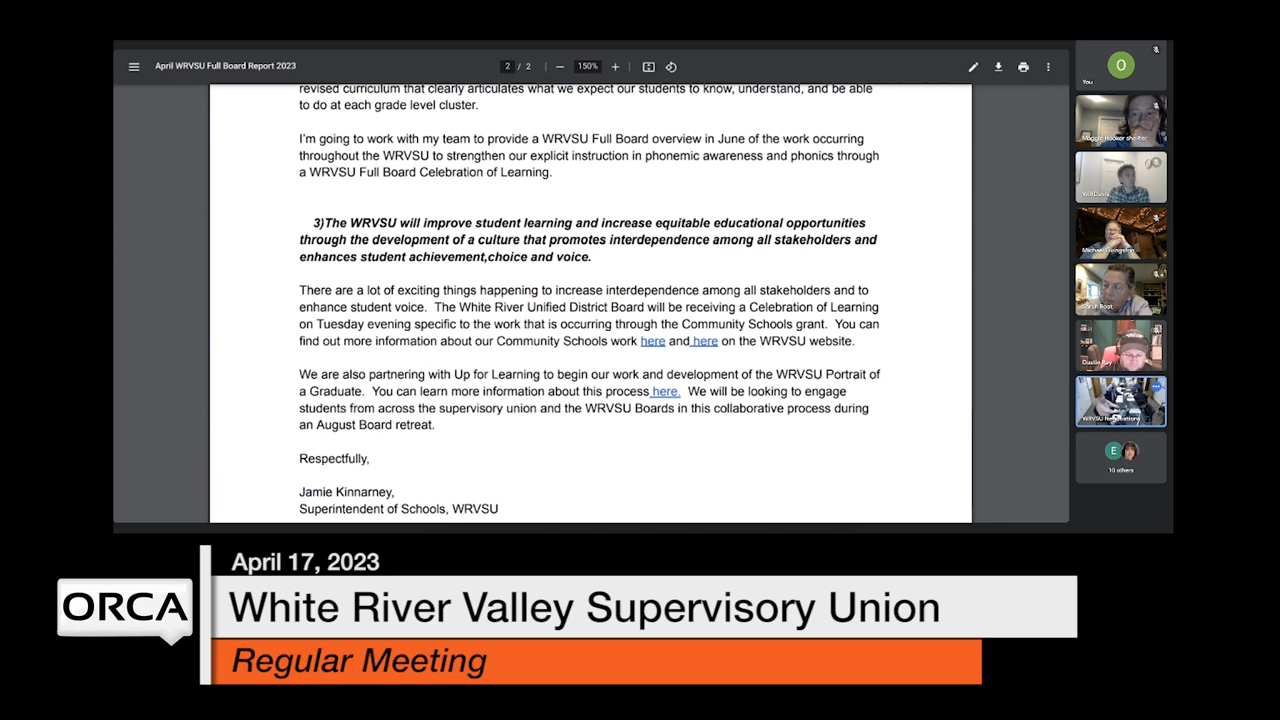 April WRVSU Full Board Report 2023
2 / 2
150%
revised curriculum that clearly articulates what we expect our students to know, understand, and be able
to do at each grade level cluster.
I'm going to work with my team to provide a WRVSU Full Board overview in June of the work occurring
throughout the WRVSU to strengthen our explicit instruction in phonemic awareness and phonics through
a WRVSU Full Board Celebration of Learning.
3)The WRVSU will improve student learning and increase equitable educational opportunities
through the development of a culture that promotes interdependence among all stakeholders and
enhances student achievement,choice and voice.
There are a lot of exciting things happening to increase interdependence among all stakeholders and to
enhance student voice. The White River Unified District Board will be receiving a Celebration of Learning
on Tuesday evening specific to the work that is occurring through the Community Schools grant. You can
find out more information about our Community Schools work here and here on the WRVSU website.
We are also partnering with Up for Learning to begin our work and development of the WRVSU Portrait of
a Graduate. You can learn more information about this process here. We will be looking to engage
students from across the supervisory union and the WRVSU Boards in this collaborative process during
an August Board retreat.
Respectfully,
Jamie Kinnarney,
Superintendent of Schools, WRVSU
O
You
Michael Livingston
Sarah Root
Dustin Ray
WRVSU
E
10 others
April 17, 2023
ORCA
White River Valley Supervisory Union
Regular Meeting